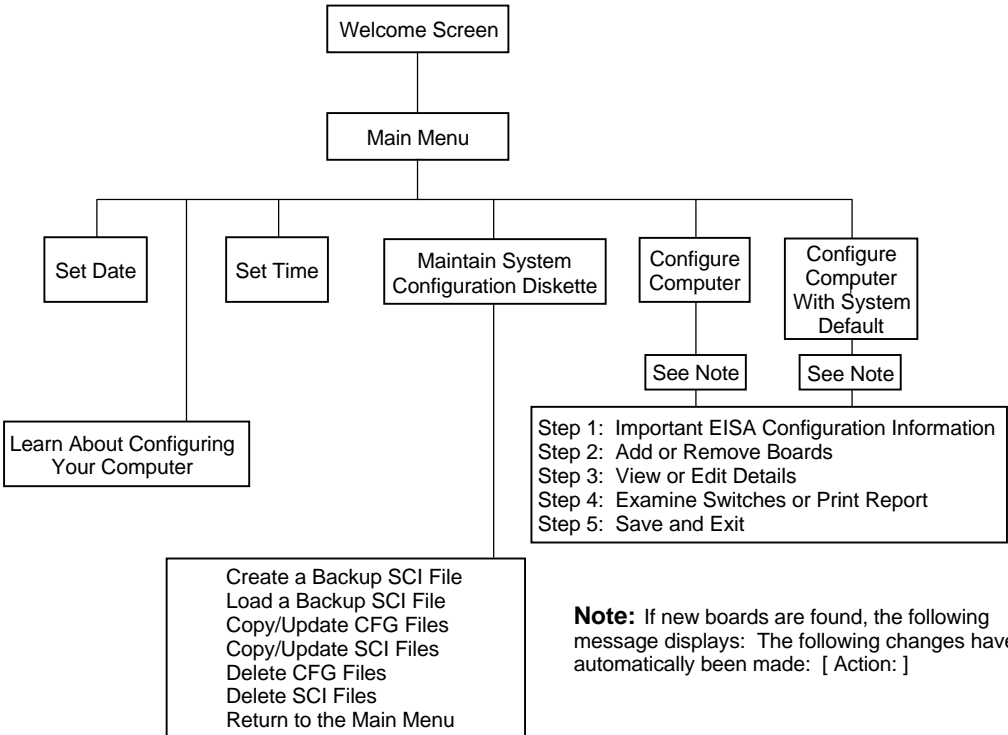 Welcome Screen
Main Menu
Set Date
Set Time
Maintain System
Configuration Diskette
Configure
Computer
Configure
Computer
With System
Default
See Note
See Note
Learn About Configuring
Your Computer
Step 1: Important EISA Configuration Information
Step 2: Add or Remove Boards
Step 3: View or Edit Details
Step 4: Examine Switches or Print Report
Step 5: Save and Exit
Create a Backup SCI File
Load a Backup SCI File
Copy/Update CFG Files
Copy/Update SCI Files
Delete CFG Files
Delete SCI Files
Return to the Main Menu
Note: If new boards are found, the following
message displays: The following changes have
automatically been made: [ Action: ]